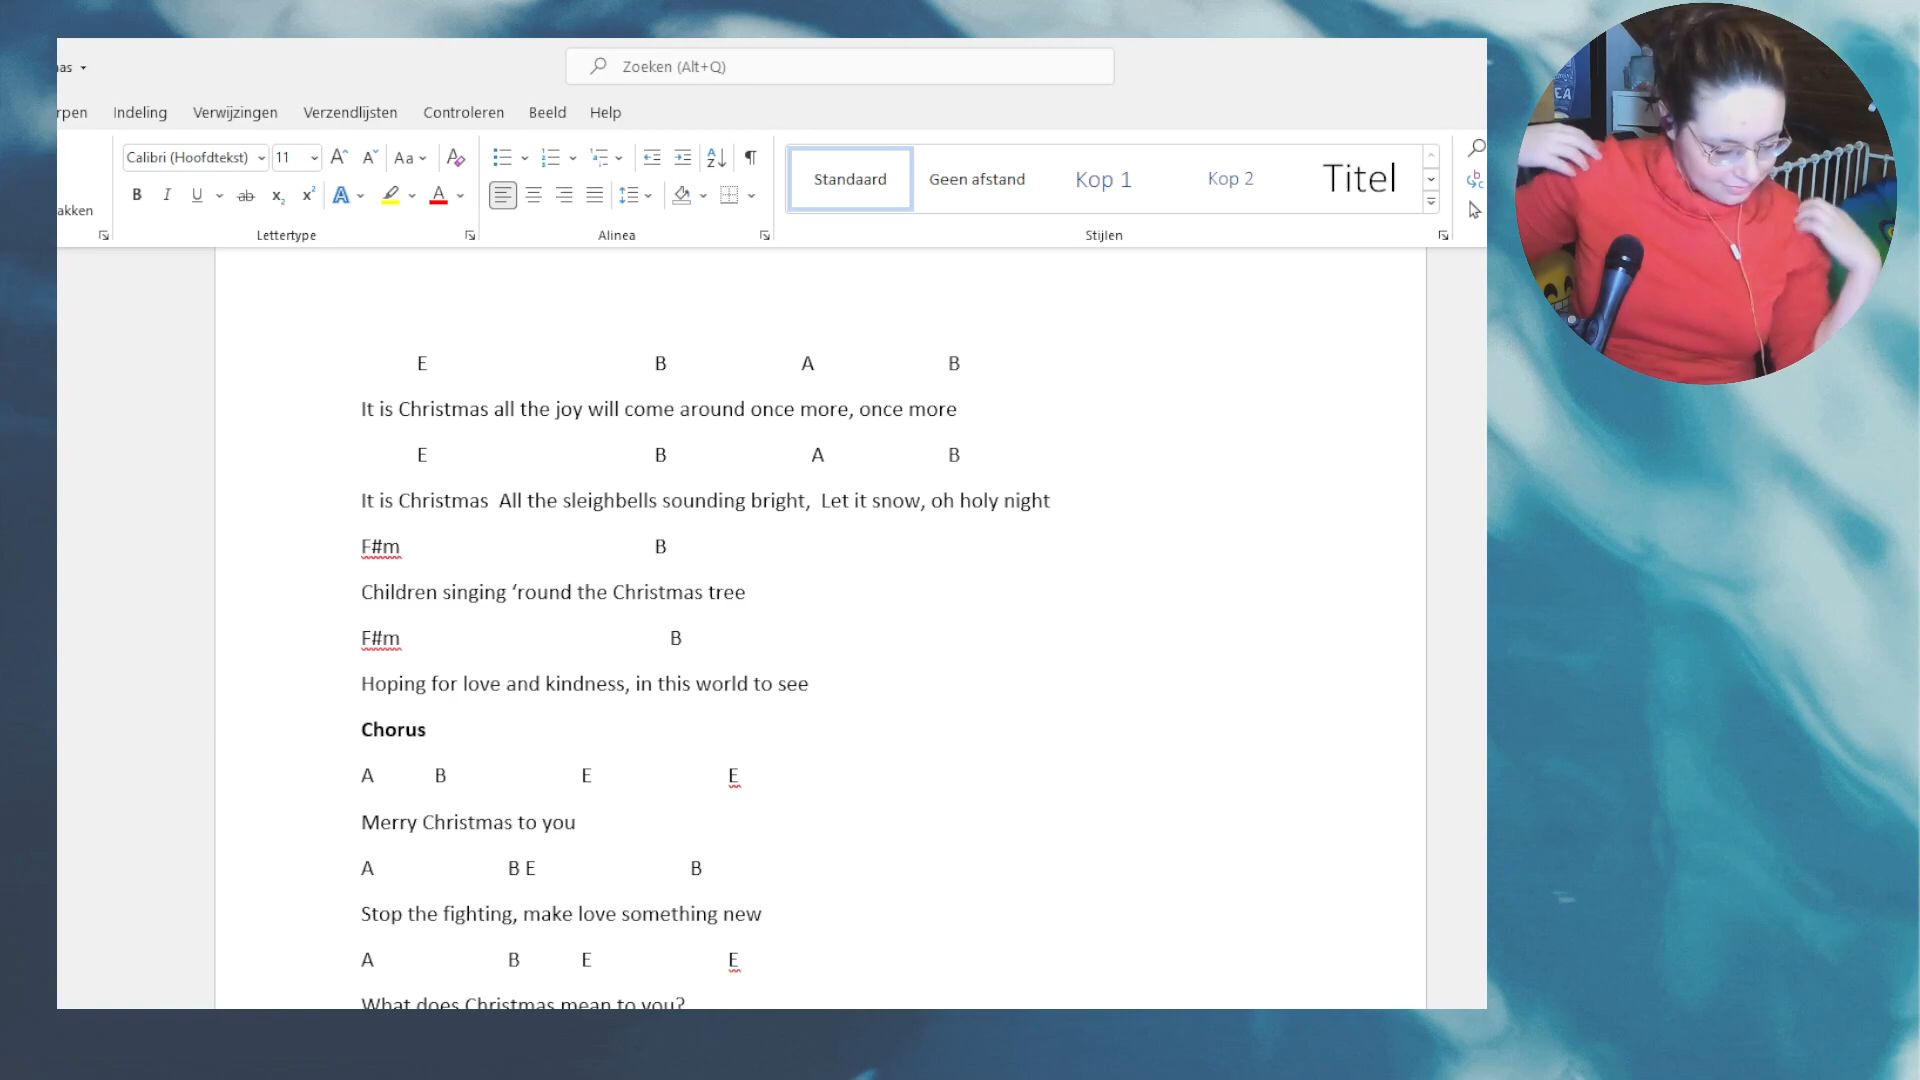 aas
Zoeken (Alt+Q)
rpen Indeling Verwijzingen Verzendlijsten Controleren Beeld Help
Calibri (Hoofdtekst) 11 Aa
akken
Lettertype Alinea Stijlen
Standaard Geen afstand Kop 1 Kop 2 Titel
E B A B
It is Christmas all the joy will come around once more, once more
E B A B
It is Christmas  All the sleighbells sounding bright,  Let it snow, oh holy night
F#m B
Children singing ‘round the Christmas tree
F#m B
Hoping for love and kindness, in this world to see
Chorus
A B E E
Merry Christmas to you
A B E B
Stop the fighting, make love something new
A B E E
What does Christmas mean to you?
EA